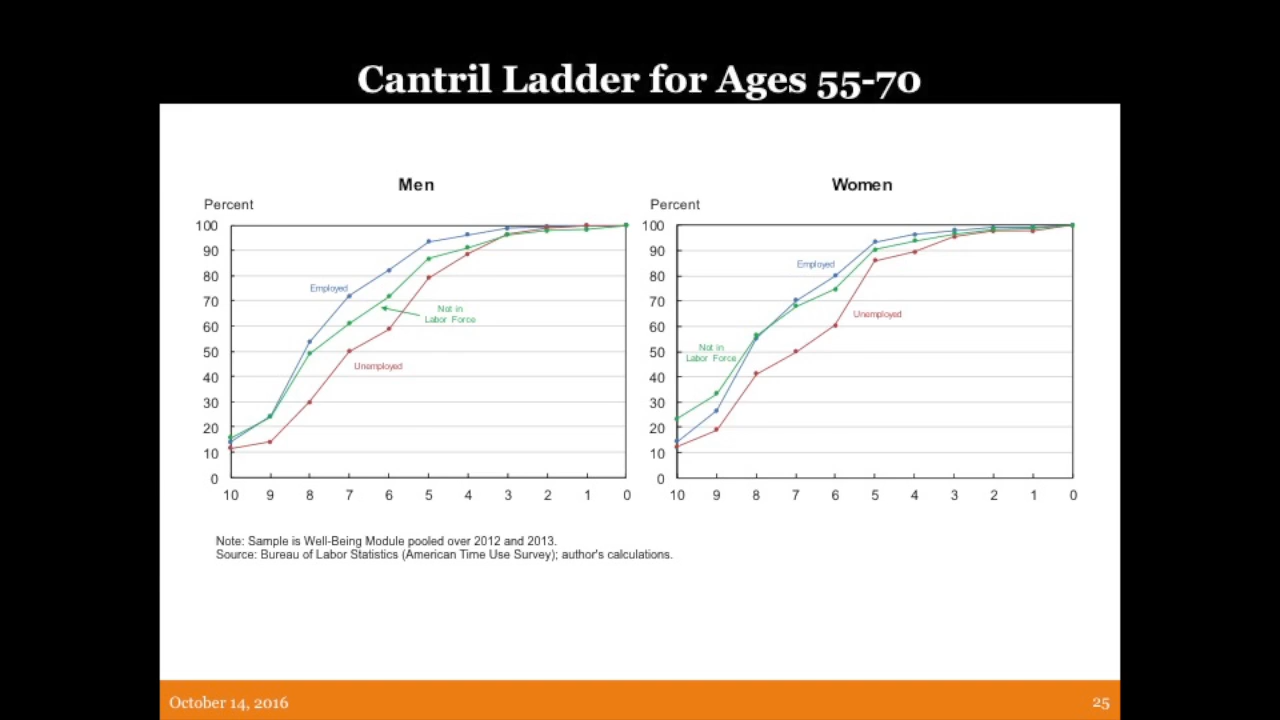 Cantril Ladder for Ages 55-70
Men
Percent
100
90
80
70
60
50
40
30
20
10
0
10 9 8 7 6 5 4 3 2 1 0
Employed
Not in
Labor Force
Unemployed
Women
Percent
100
90
80
70
60
50
40
30
20
10
0
10 9 8 7 6 5 4 3 2 1 0
Employed
Unemployed
Not in
Labor Force
Note: Sample is Well-Being Module pooled over 2012 and 2013.
Source: Bureau of Labor Statistics (American Time Use Survey); author's calculations.
October 14, 2016
25